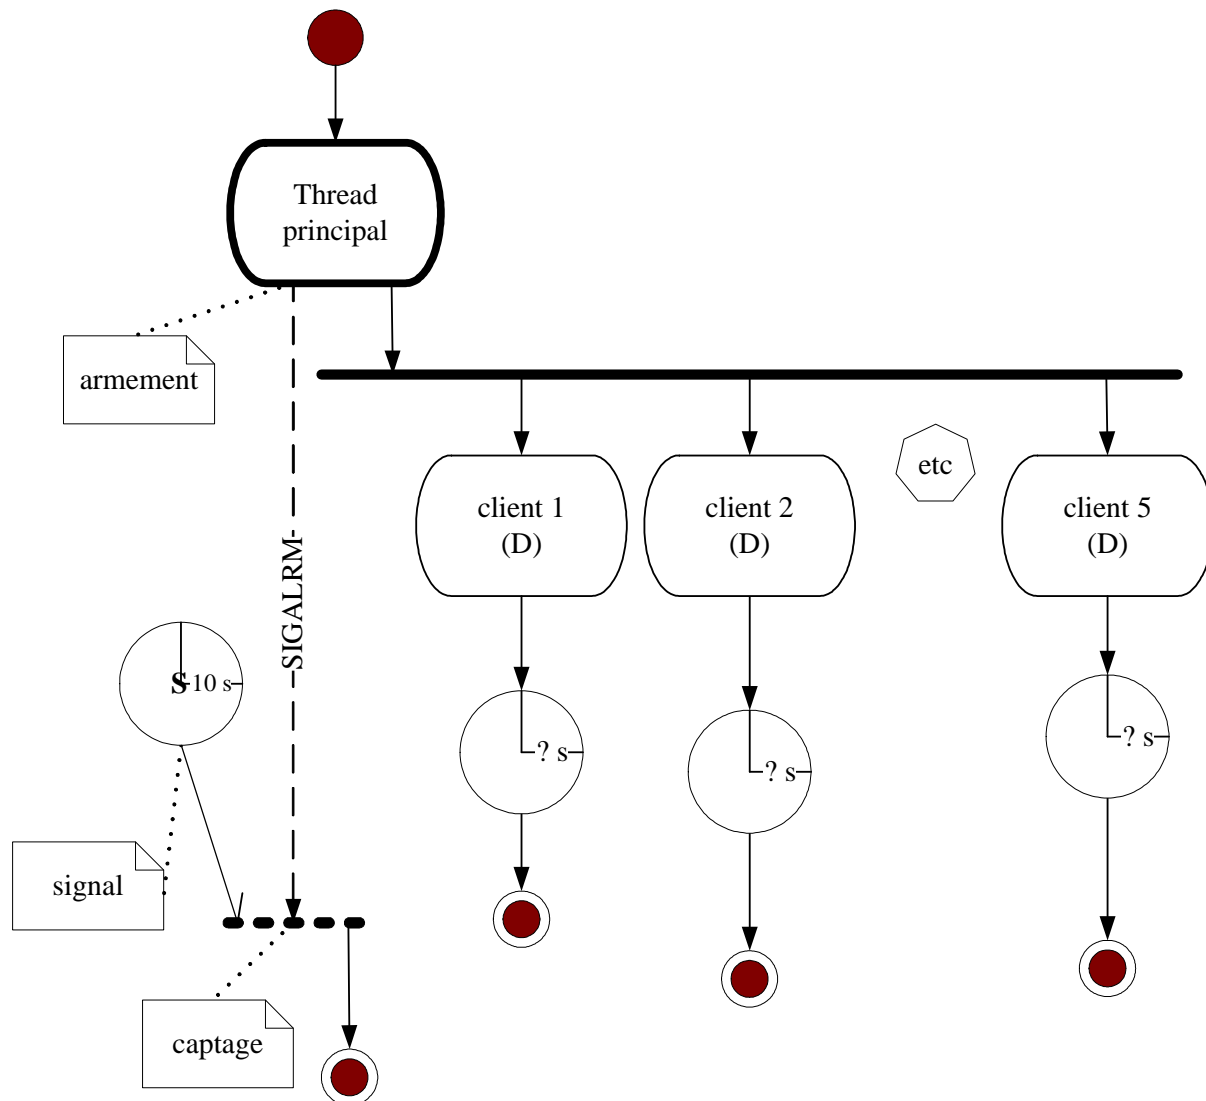 Thread
principal
armement
etc
client 1
(D)
client 2
(D)
client 5
(D)
SIGALRM
S 10 s
? s
? s
? s
signal
captage